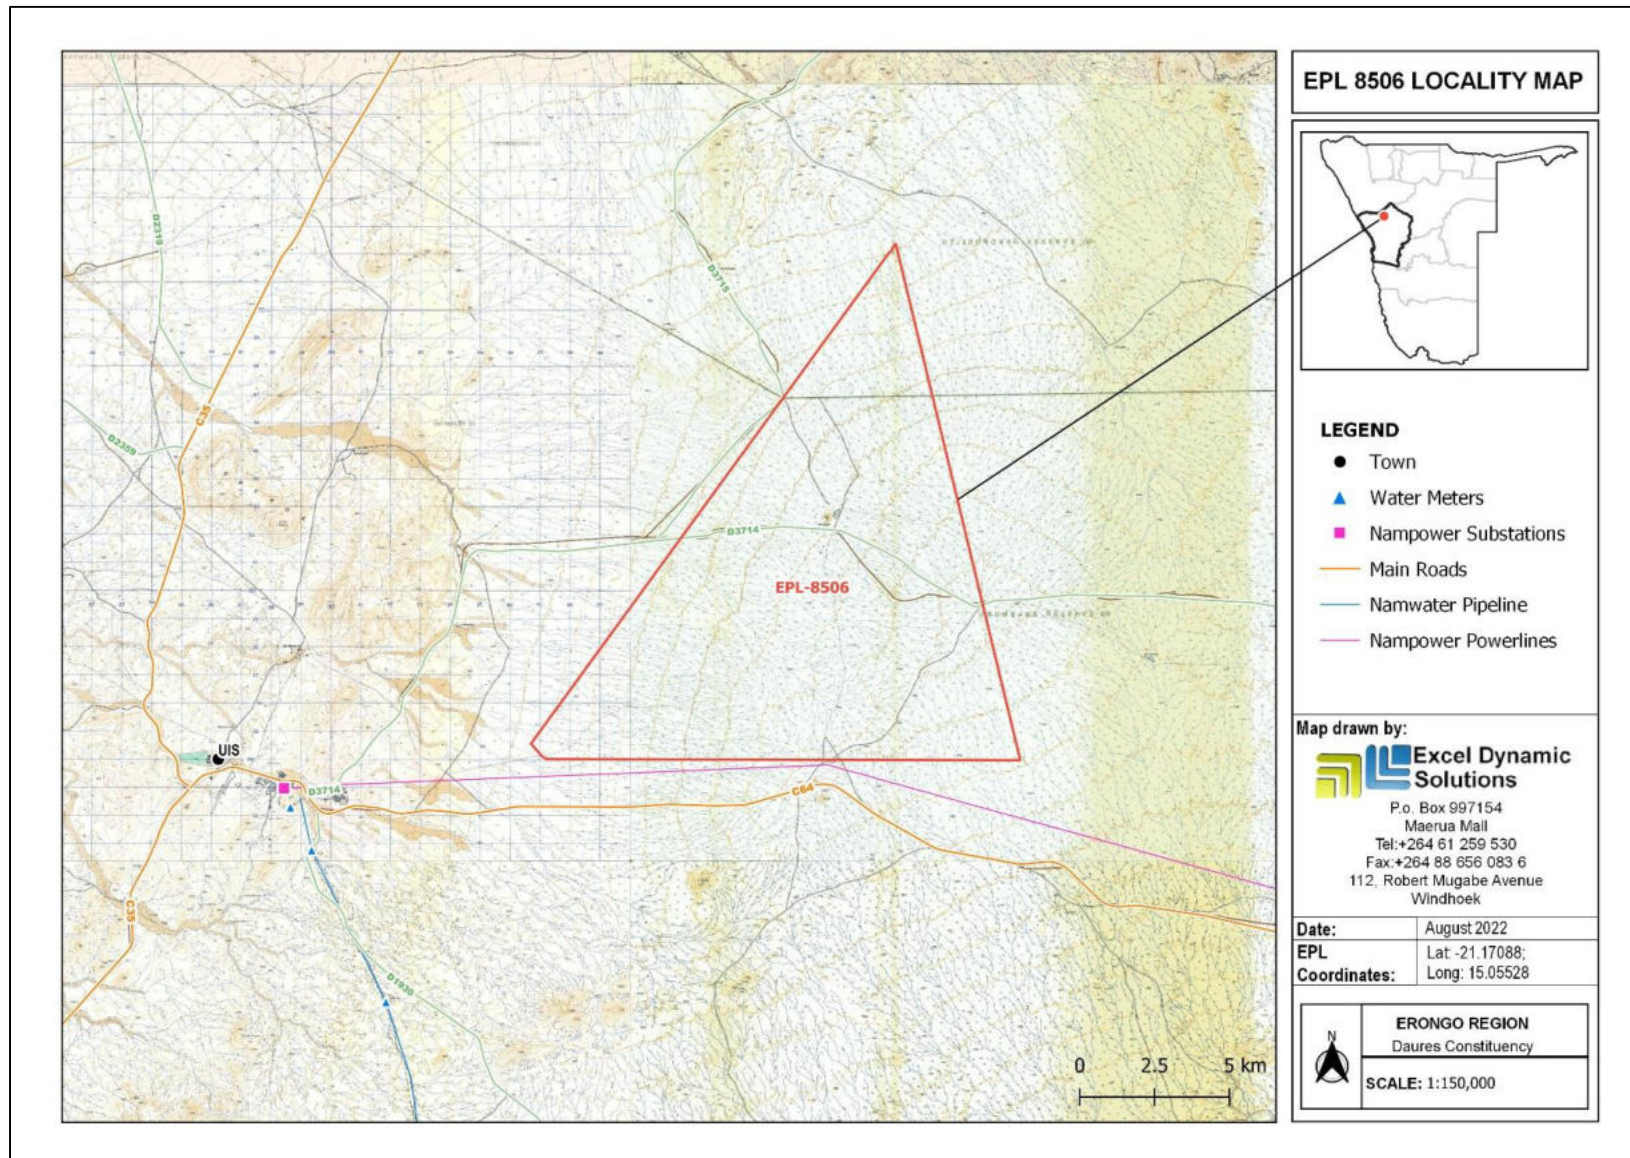 EPL 8506 LOCALITY MAP
D2319
D3715
C35
D2359
D3714
EPL-8506
UIS
D3714
C64
C35
D1930
0 2.5 5 km
LEGEND
Town
Water Meters
Nampower Substations
Main Roads
Namwater Pipeline
Nampower Powerlines
Map drawn by:
Excel Dynamic
Solutions
P.o. Box 997154
Maerua Mall
Tel:+264 61 259 530
Fax:+264 88 656 083 6
112, Robert Mugabe Avenue
Windhoek
Date: August 2022
EPL Lat: -21.17088;
Coordinates: Long: 15.05528
N
ERONGO REGION
Daures Constituency
SCALE: 1:150,000